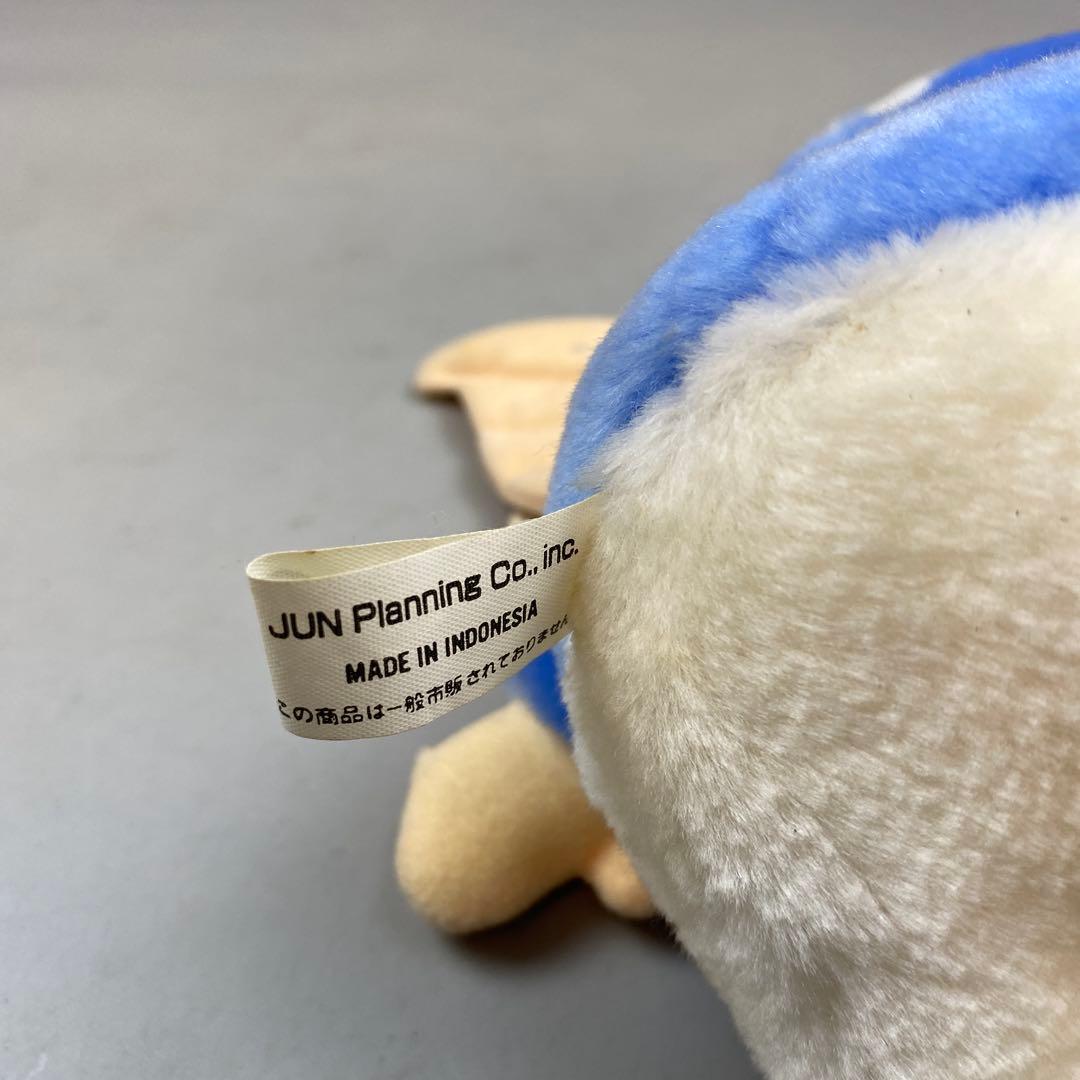 JUN Planning Co., inc.
MADE IN INDONESIA
この商品は一般市販されておりません